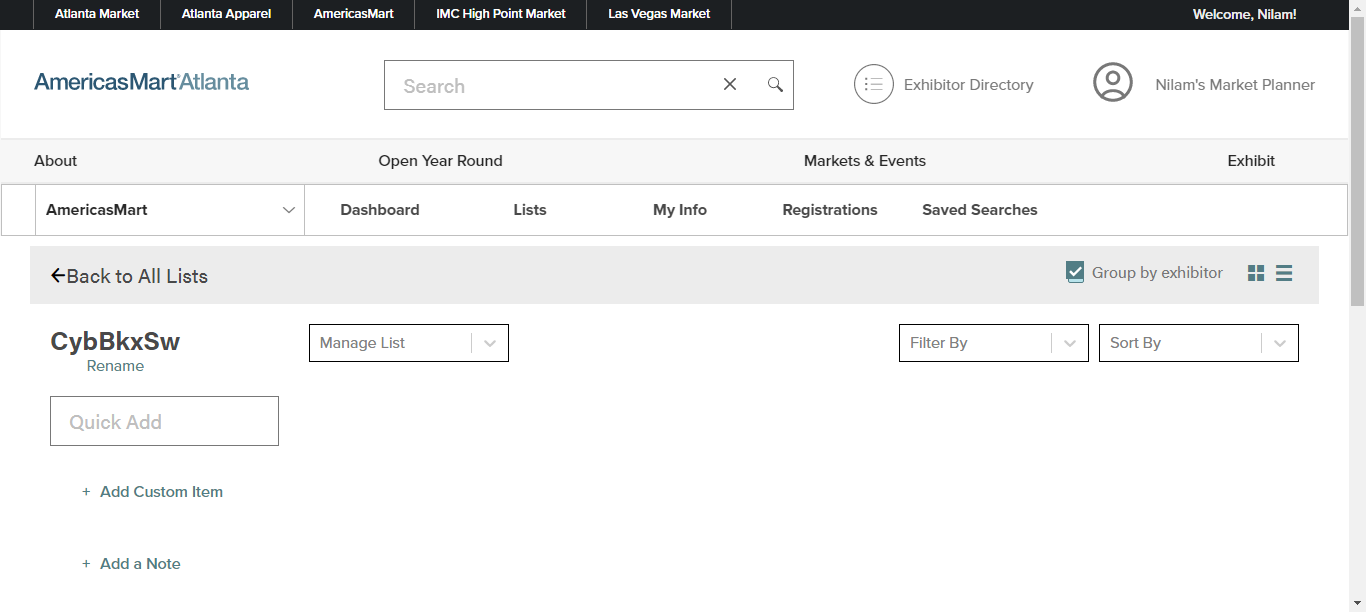 Atlanta Market Atlanta Apparel AmericasMart IMC High Point Market Las Vegas Market Welcome, Nilam!
AmericasMart Atlanta Search Exhibitor Directory Nilam's Market Planner
About Open Year Round Markets & Events Exhibit
AmericasMart Dashboard Lists My Info Registrations Saved Searches
Back to All Lists Group by exhibitor
CybBkxSw Manage List Filter By Sort By
Rename
Quick Add
+ Add Custom Item
+ Add a Note